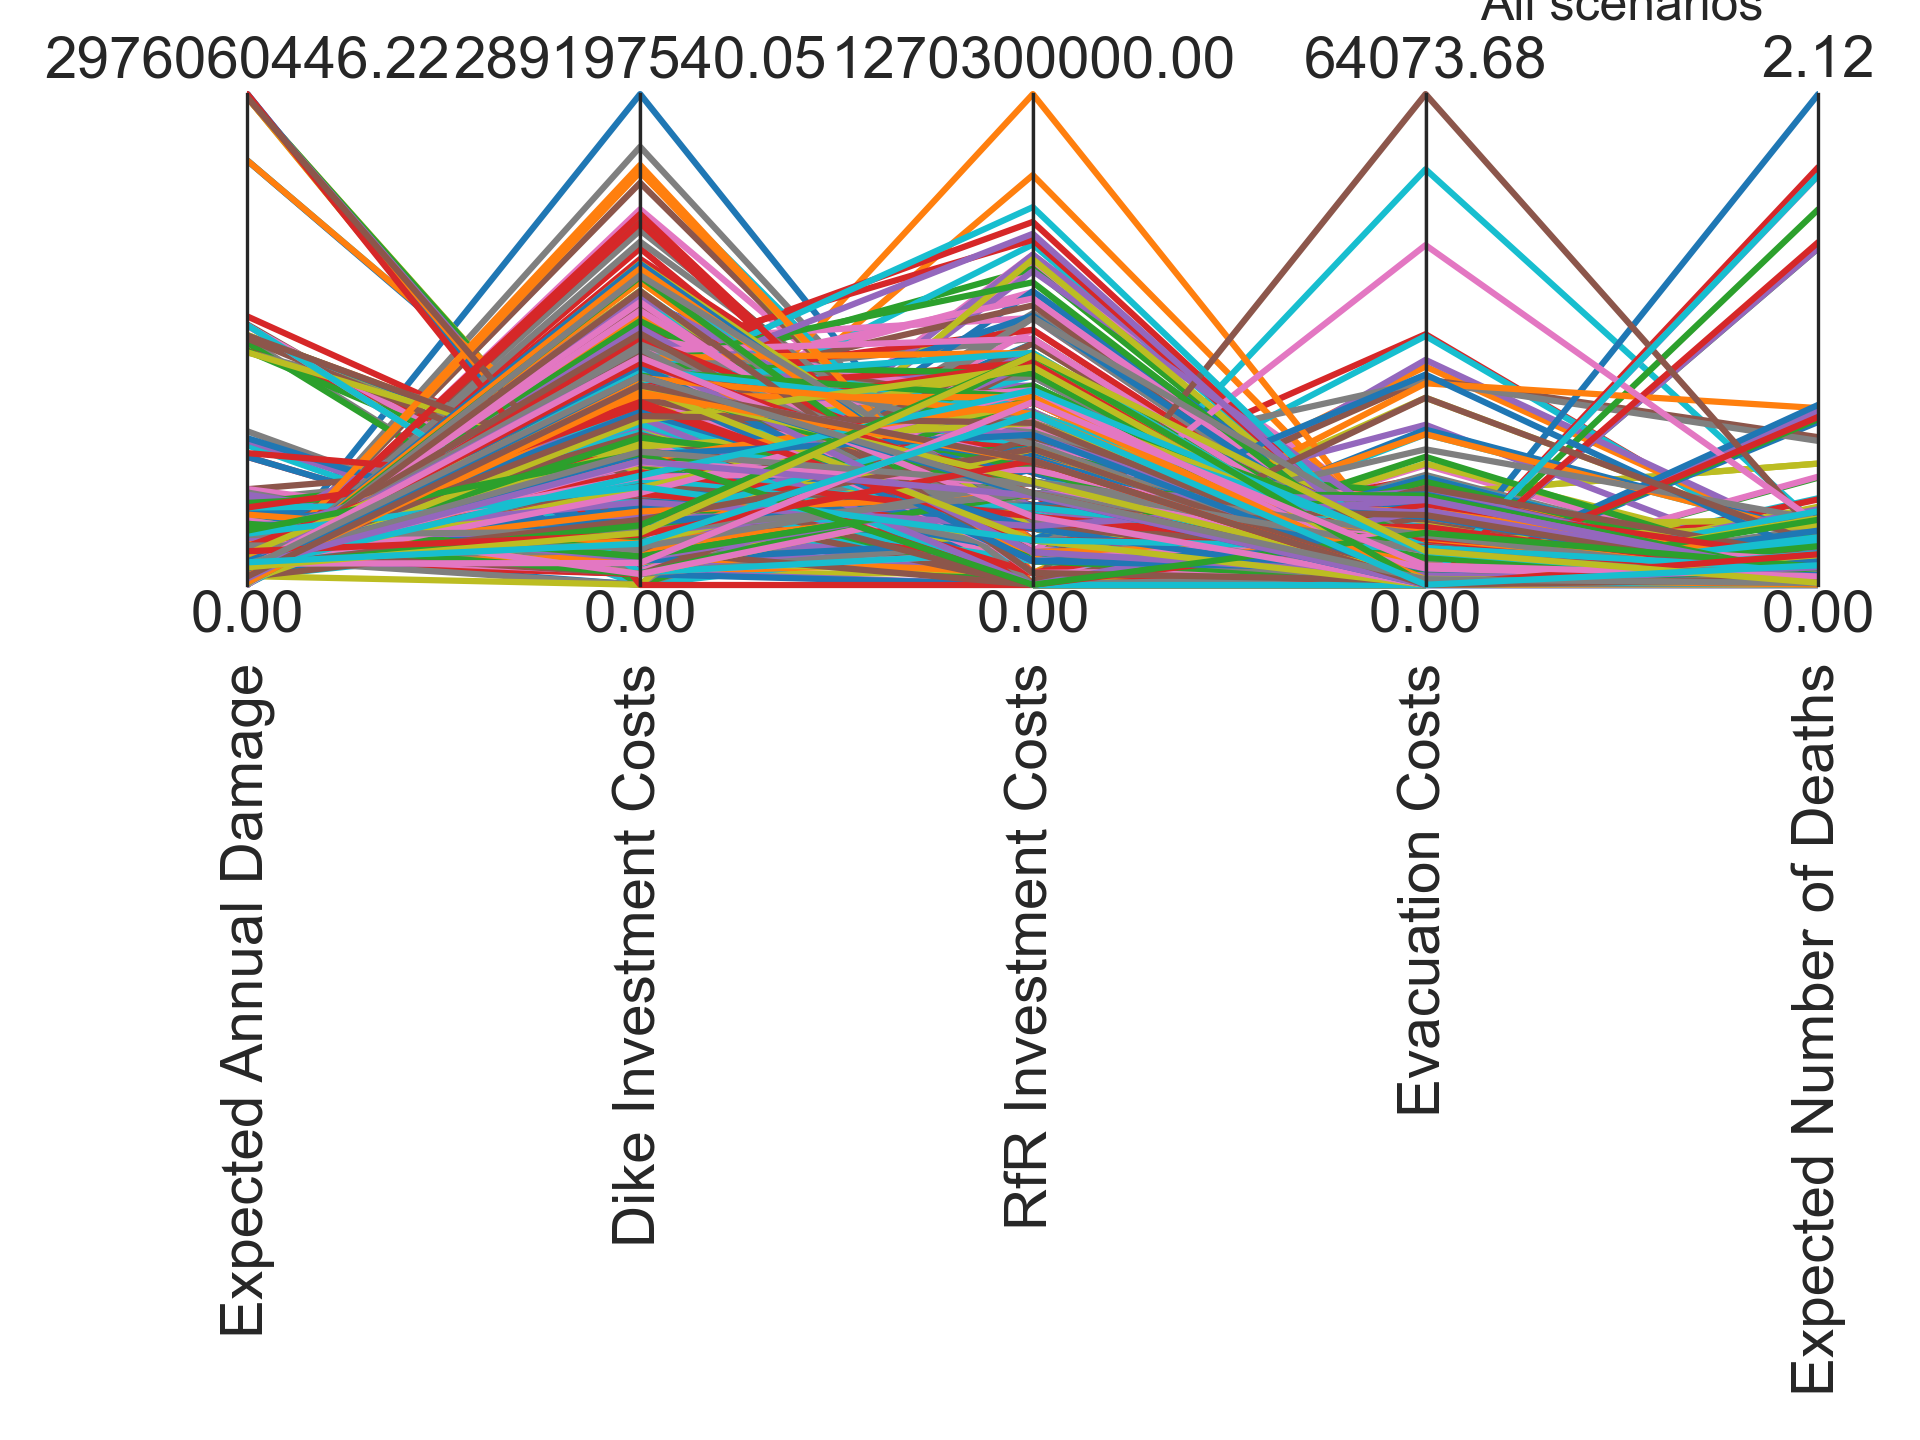 All scenarios
2976060446.22
289197540.05
1270300000.00
64073.68
2.12
0.00
0.00
0.00
0.00
0.00
Expected Annual Damage
Dike Investment Costs
RfR Investment Costs
Evacuation Costs
Expected Number of Deaths